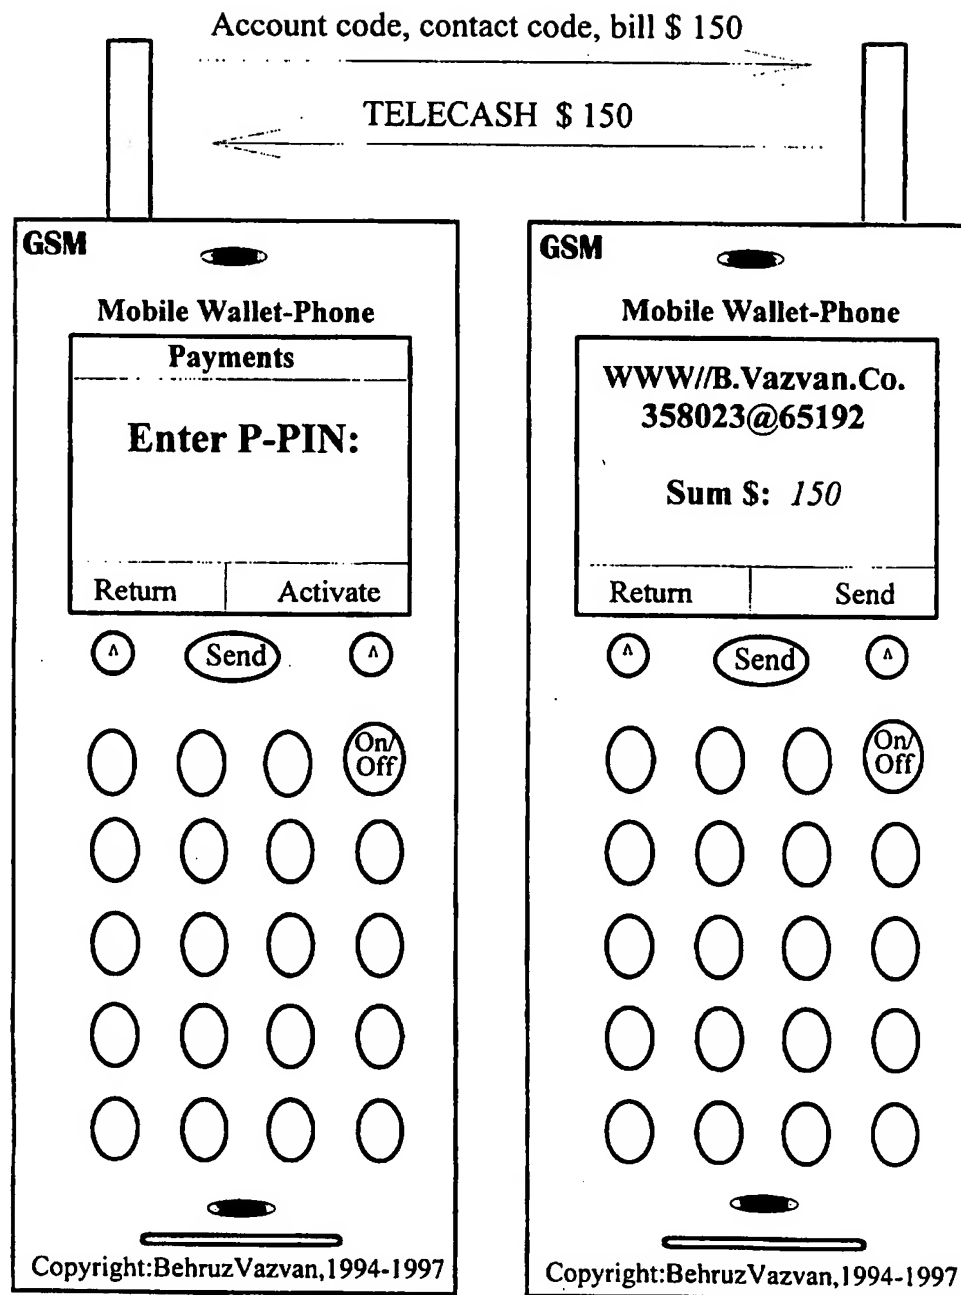 Account code, contact code, bill $ 150
TELECASH $ 150
GSM
Mobile Wallet-Phone
Payments
Enter P-PIN:
Return Activate
^ Send ^
On/
Off
Copyright:BehruzVazvan,1994-1997
GSM
Mobile Wallet-Phone
WWW//B.Vazvan.Co.
358023@65192
Sum $: 150
Return Send
^ Send ^
On/
Off
Copyright:BehruzVazvan,1994-1997